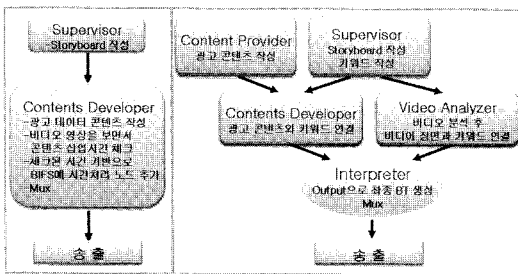 Supervisor
Storyboard 작성
Contents Developer
-광고 데이터 콘텐츠 작성
-비디오 영상을 보면서
콘텐츠 삽입시간 체크
-체크된 시간 기반으로
BIFS에 시간처리 노드 추가
Mux
송 출
Content Provider
광고 콘텐츠 작성
Supervisor
Storyboard 작성
키워드 작성
Contents Developer
광고 콘텐츠와 키워드 연결
Video Analyzer
비디오 분석 후
비디오 장면과 키워드 연결
Interpreter
Output으로 최종 BT 생성
Mux
송 출